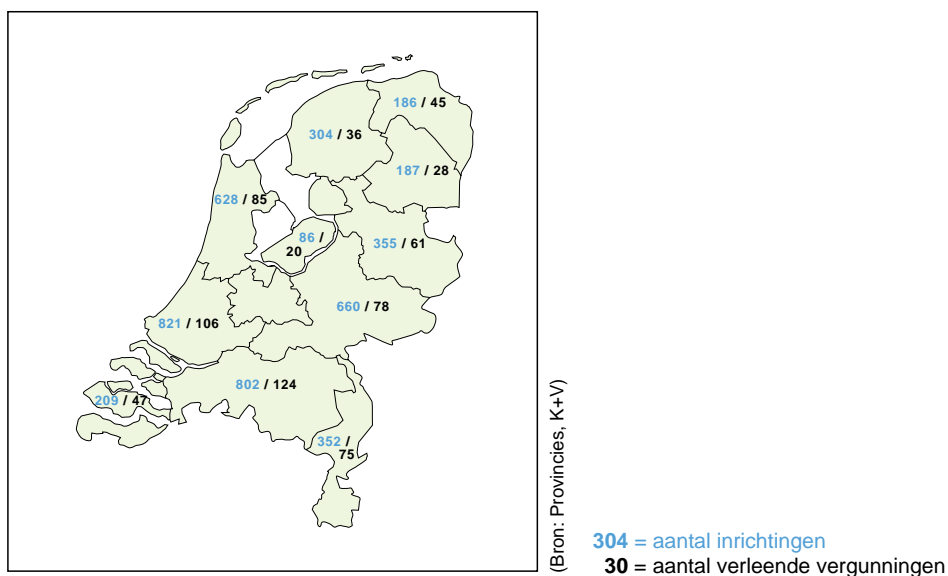 186 / 45
304 / 36
187 / 28
628 / 85
86 /
20
355 / 61
660 / 78
821 / 106
802 / 124
209 / 47
352 /
75
(Bron: Provincies, K+V)
304 = aantal inrichtingen
30 = aantal verleende vergunningen